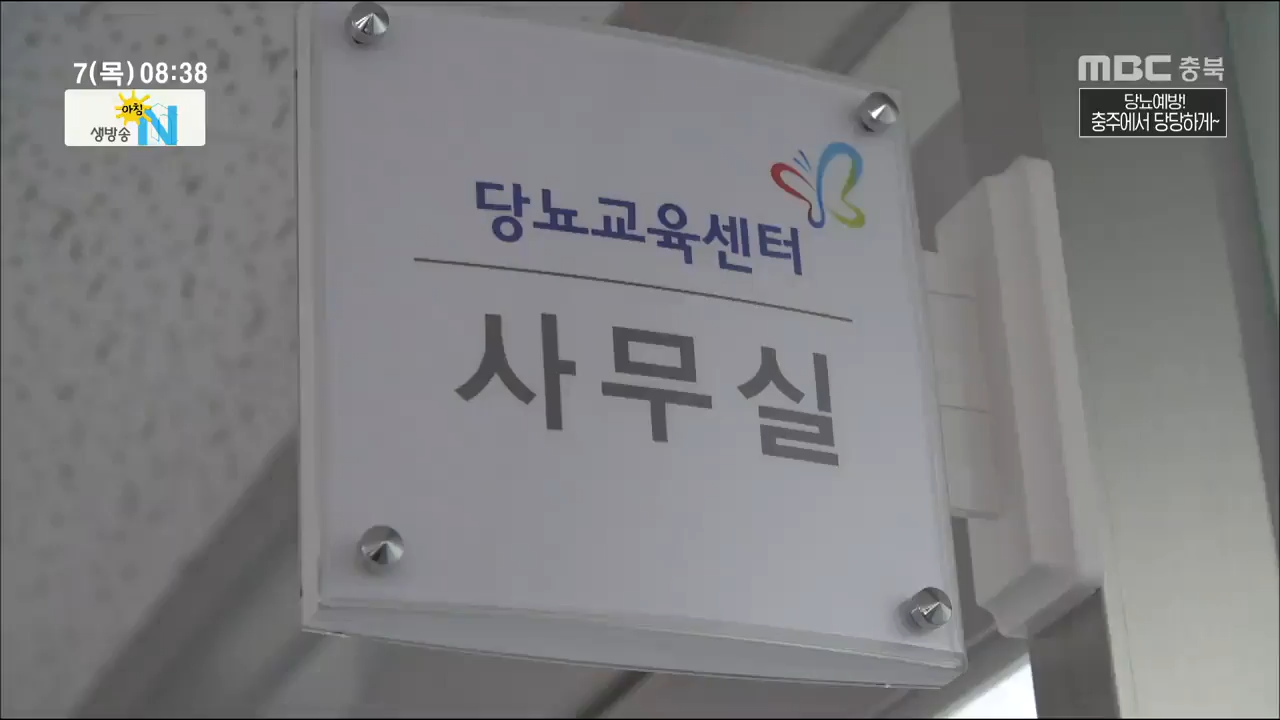 7(목) 08:38
아침
생방송 N
MBC 충북
당뇨예방!
충주에서 당당하게~
당뇨교육센터
사무실